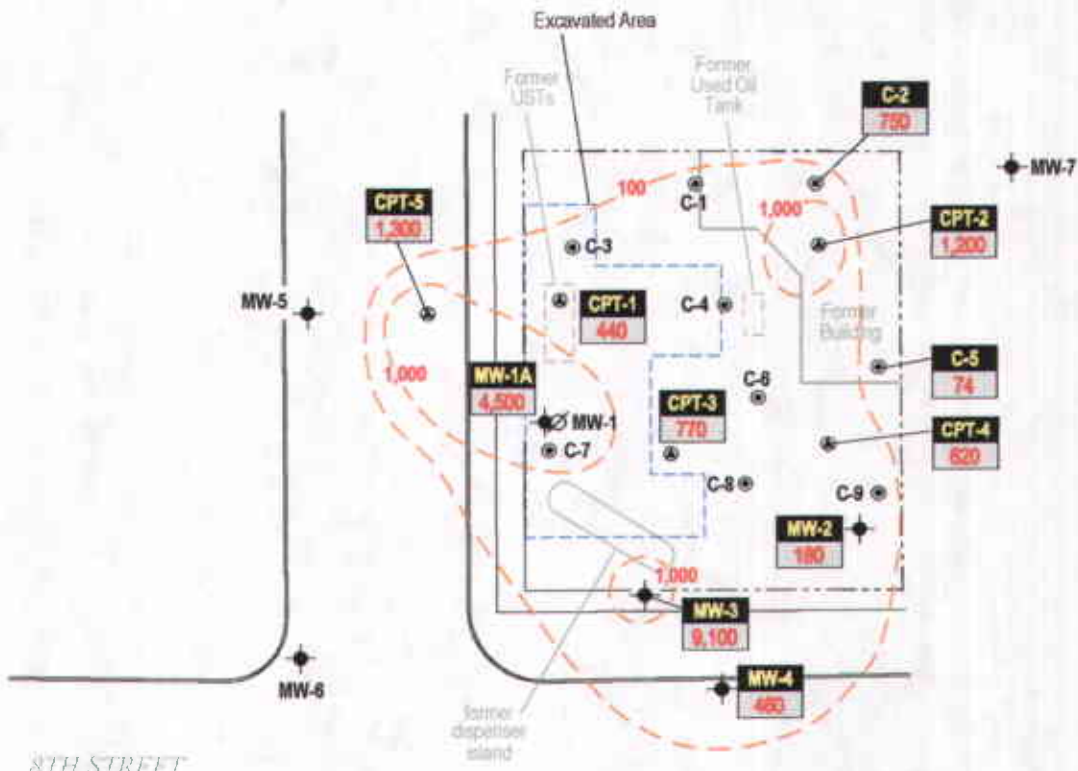 Excavated Area
Former
USTs
Former
Used Oil
Tank
C-2
750
MW-7
CPT-5
1,300
100
C-1
1,000
CPT-2
1,200
C-3
MW-5
CPT-1
440
C-4
Former
Building
1,000
MW-1A
4,500
C-5
74
C-6
CPT-3
770
MW-1
CPT-4
620
C-7
C-8
C-9
MW-2
180
1,000
MW-3
9,100
MW-6
MW-4
460
former
dispenser
island
8TH STREET